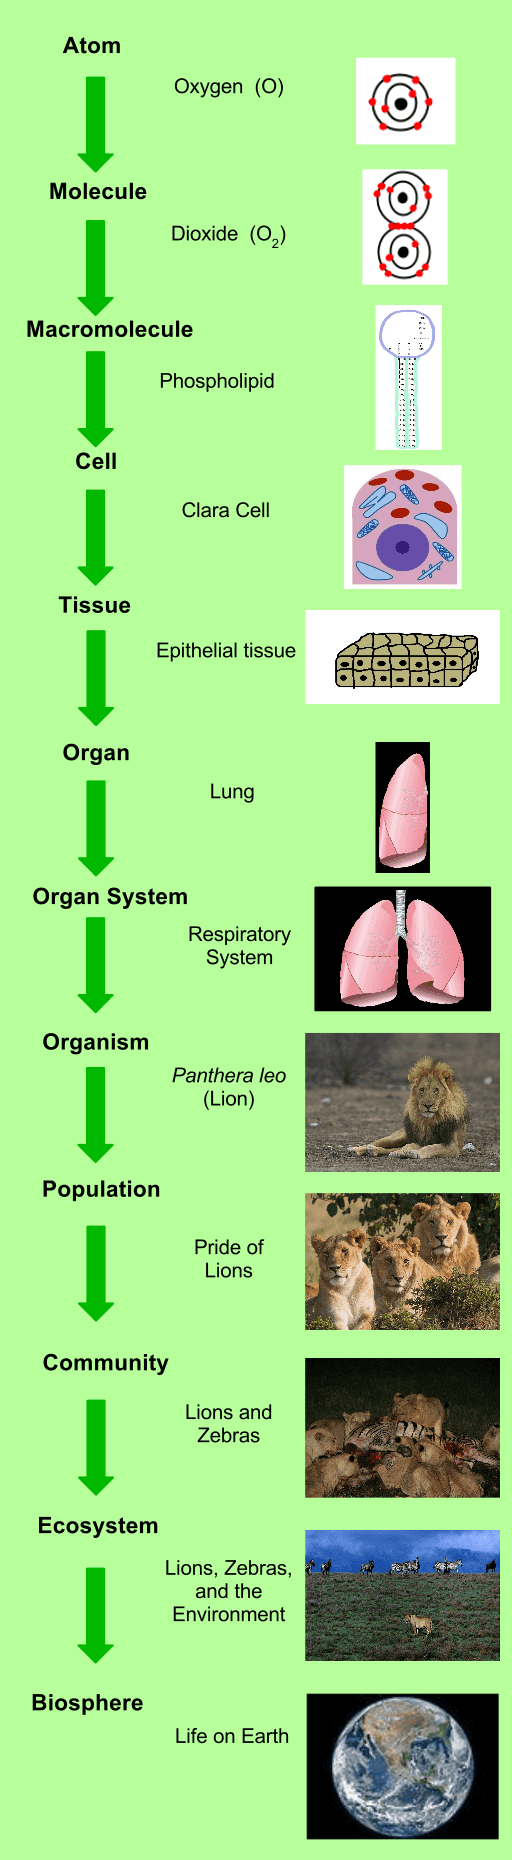 Atom
Oxygen (O)
Molecule
Dioxide (O₂)
Macromolecule
Phospholipid
Cell
Clara Cell
Tissue
Epithelial tissue
Organ
Lung
Organ System
Respiratory
System
Organism
Panthera leo
(Lion)
Population
Pride of
Lions
Community
Lions and
Zebras
Ecosystem
Lions, Zebras,
and the
Environment
Biosphere
Life on Earth